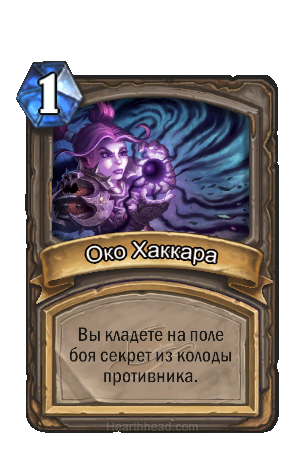 1
Око Хаккара
Вы кладете на поле
боя секрет из колоды
противника.
Hearthhead.com